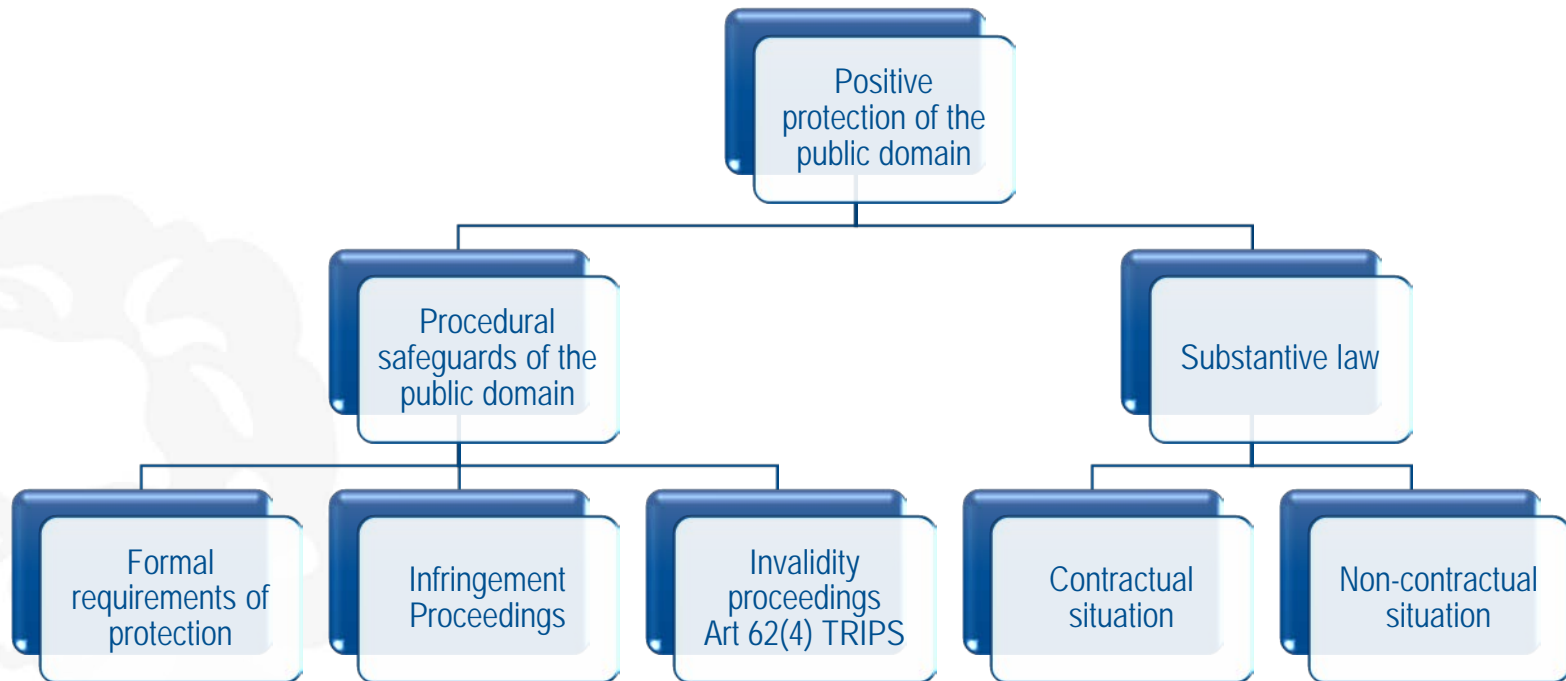 Positive
protection of the
public domain
Procedural
safeguards of the
public domain
Substantive law
Formal
requirements of
protection
Infringement
Proceedings
Invalidity
proceedings
Art 62(4) TRIPS
Contractual
situation
Non-contractual
situation